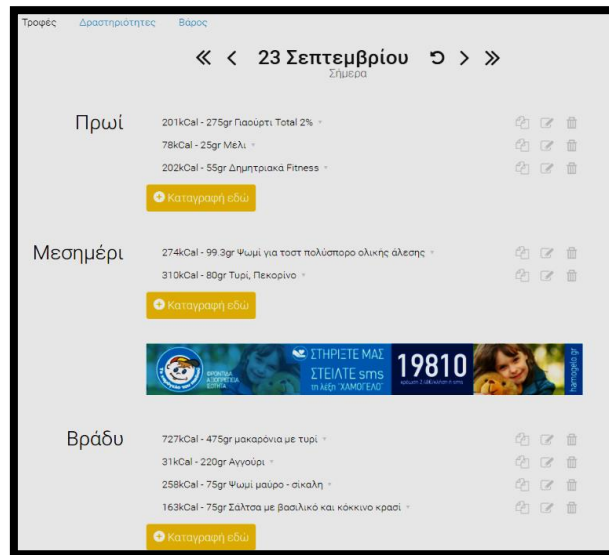 Τροφές Δραστηριότητες Βάρος
23 Σεπτεμβρίου
Σήμερα
Πρωί
201kCal - 275gr Γιαούρτι Total 2%
78kCal - 25gr Μέλι
202kCal - 55gr Δημητριακά Fitness
Καταγραφή εδώ
Μεσημέρι
274kCal - 99.3gr Ψωμί για τοστ πολύσπορο ολικής άλεσης
310kCal - 80gr Τυρί, Πεκορίνο
Καταγραφή εδώ
ΣΤΗΡΙΞΤΕ ΜΑΣ
ΣΤΕΙΛΤΕ sms
τη λέξη "ΧΑΜΟΓΕΛΟ"
19810
hamogelo.gr
Βράδυ
727kCal - 475gr μακαρόνια με τυρί
31kCal - 220gr Αγγούρι
258kCal - 75gr Ψωμί μαύρο - σίκαλη
163kCal - 75gr Σάλτσα με βασιλικό και κόκκινο κρασί
Καταγραφή εδώ